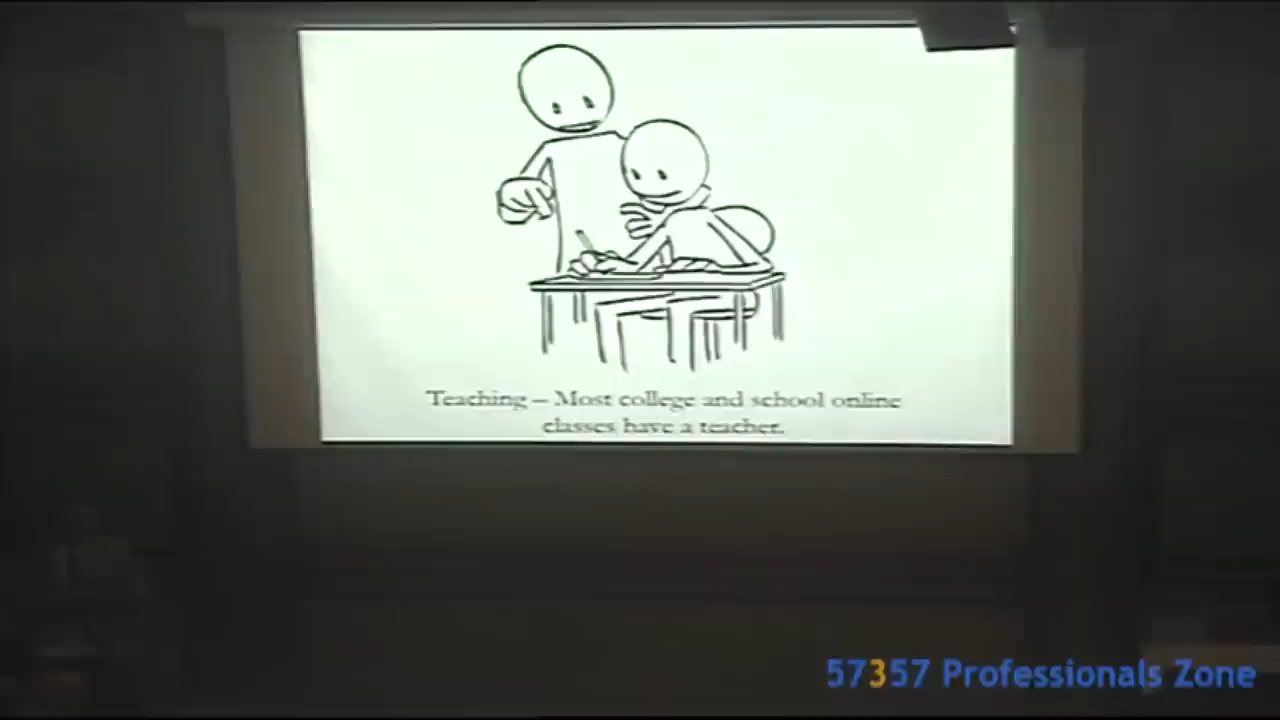 Teaching – Most college and school online
classes have a teacher.
57357 Professionals Zone